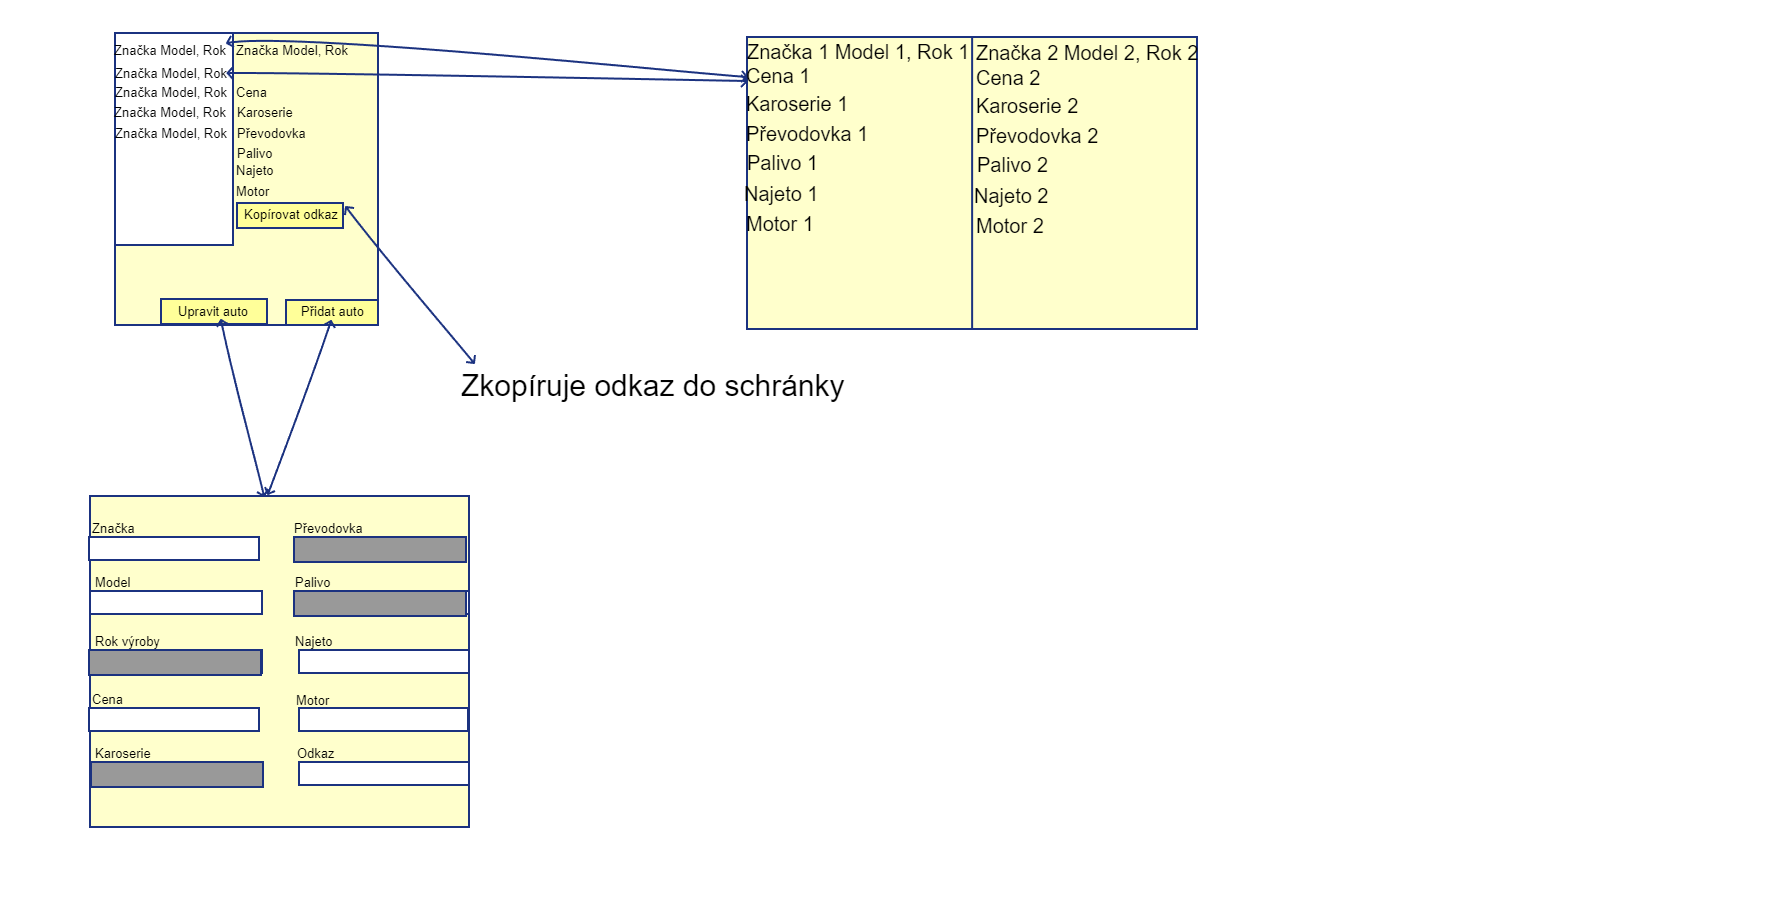 Značka Model, Rok
Značka Model, Rok
Značka Model, Rok
Značka Model, Rok
Značka Model, Rok
Značka Model, Rok
Cena
Karoserie
Převodovka
Palivo
Najeto
Motor
Kopírovat odkaz
Upravit auto
Přidat auto
Značka 1 Model 1, Rok 1
Cena 1
Karoserie 1
Převodovka 1
Palivo 1
Najeto 1
Motor 1
Značka 2 Model 2, Rok 2
Cena 2
Karoserie 2
Převodovka 2
Palivo 2
Najeto 2
Motor 2
Zkopíruje odkaz do schránky
Značka
Model
Rok výroby
Cena
Karoserie
Převodovka
Palivo
Najeto
Motor
Odkaz